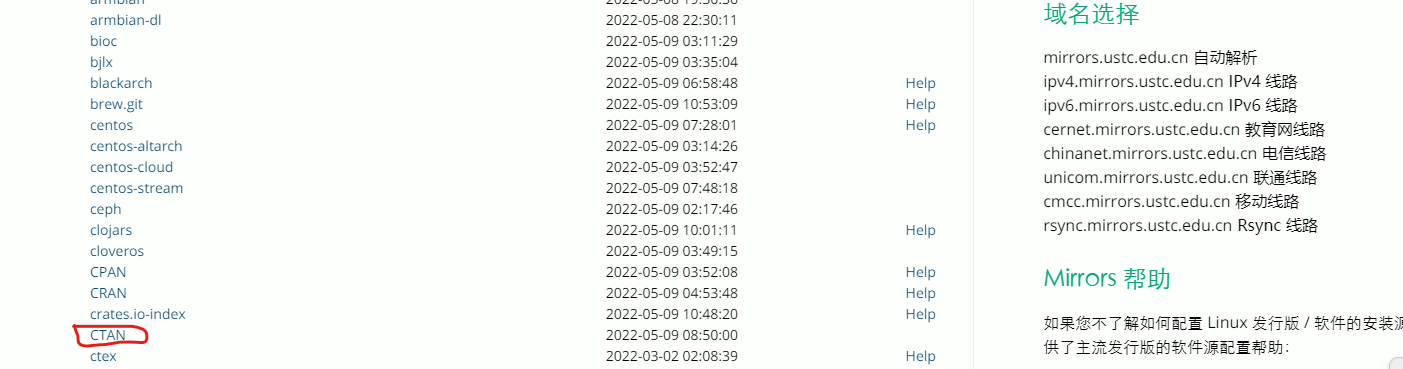 armbian 2022-05-08 19:50:56
armbian-dl 2022-05-08 22:30:11
bioc 2022-05-09 03:11:29
bjlx 2022-05-09 03:35:04
blackarch 2022-05-09 06:58:48 Help
brew.git 2022-05-09 10:53:09 Help
centos 2022-05-09 07:28:01 Help
centos-altarch 2022-05-09 03:14:26
centos-cloud 2022-05-09 03:52:47
centos-stream 2022-05-09 07:48:18
ceph 2022-05-09 02:17:46
clojars 2022-05-09 10:01:11 Help
cloveros 2022-05-09 03:49:15
CPAN 2022-05-09 03:52:08 Help
CRAN 2022-05-09 04:53:48 Help
crates.io-index 2022-05-09 10:48:20 Help
CTAN 2022-05-09 08:50:00
ctex 2022-03-02 02:08:39 Help
域名选择
mirrors.ustc.edu.cn 自动解析
ipv4.mirrors.ustc.edu.cn IPv4 线路
ipv6.mirrors.ustc.edu.cn IPv6 线路
cernet.mirrors.ustc.edu.cn 教育网线路
chinanet.mirrors.ustc.edu.cn 电信线路
unicom.mirrors.ustc.edu.cn 联通线路
cmcc.mirrors.ustc.edu.cn 移动线路
rsync.mirrors.ustc.edu.cn Rsync 线路
Mirrors 帮助
如果您不了解如何配置 Linux 发行版 / 软件的安装源
供了主流发行版的软件源配置帮助：